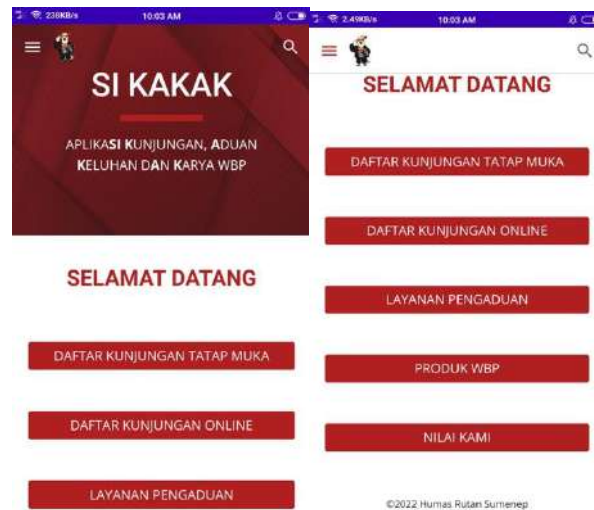 236KB/s 10:03 AM
SI KAKAK
APLIKASI KUNJUNGAN, ADUAN
KELUHAN DAN KARYA WBP
SELAMAT DATANG
DAFTAR KUNJUNGAN TATAP MUKA
DAFTAR KUNJUNGAN ONLINE
LAYANAN PENGADUAN
2.49KB/s 10:03 AM
SELAMAT DATANG
DAFTAR KUNJUNGAN TATAP MUKA
DAFTAR KUNJUNGAN ONLINE
LAYANAN PENGADUAN
PRODUK WBP
NILAI KAMI
©2022 Humas Rutan Sumenep